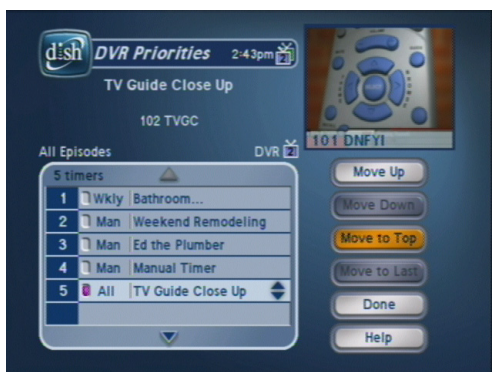 dish DVR Priorities 2:43pm 2
TV Guide Close Up
102 TVGC
101 DNFYI
All Episodes DVR 2
5 timers
1 Wkly Bathroom...
2 Man Weekend Remodeling
3 Man Ed the Plumber
4 Man Manual Timer
5 All TV Guide Close Up
Move Up
Move Down
Move to Top
Move to Last
Done
Help